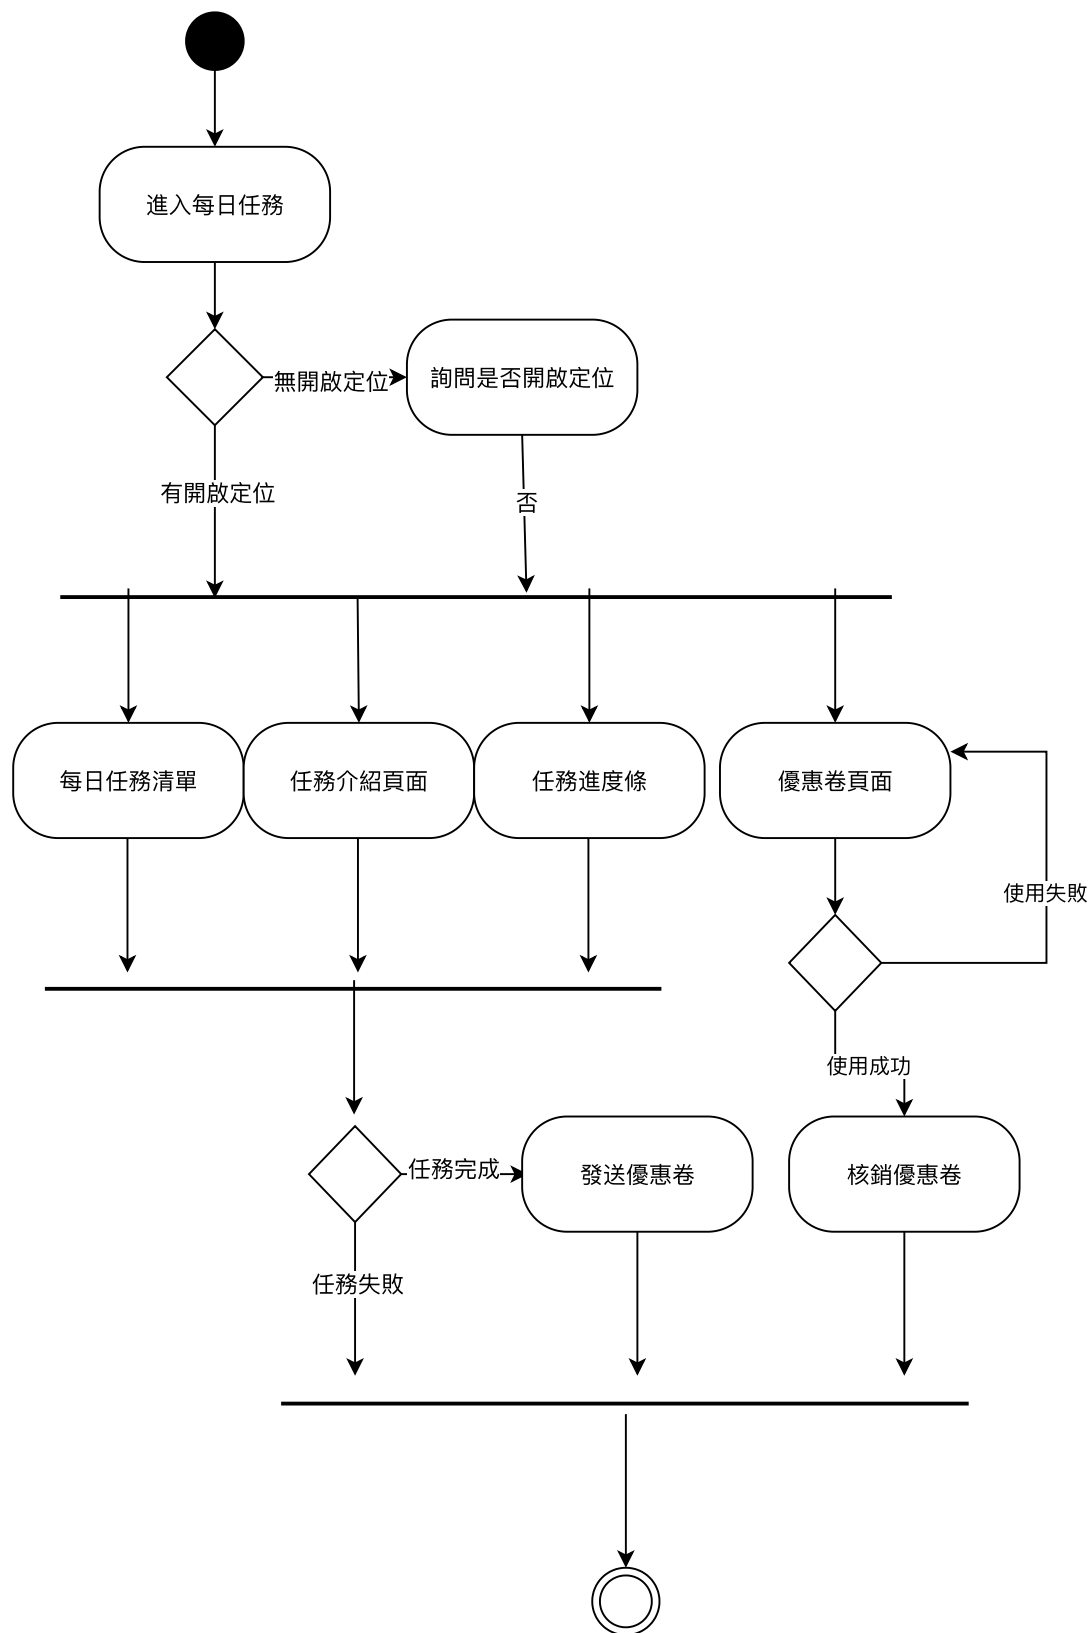 進入每日任務
無開啟定位
詢問是否開啟定位
有開啟定位
否
每日任務清單
任務介紹頁面
任務進度條
優惠卷頁面
使用失敗
使用成功
任務完成
發送優惠卷
核銷優惠卷
任務失敗